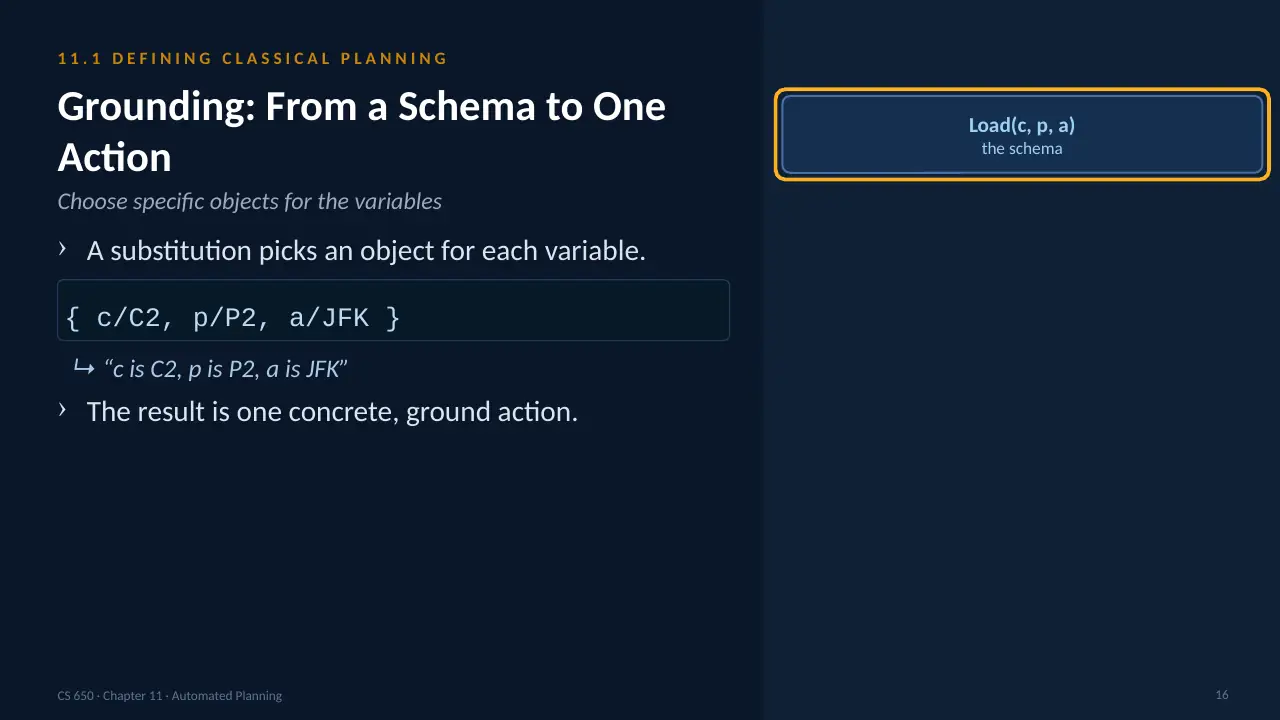 11.1 DEFINING CLASSICAL PLANNING
Grounding: From a Schema to One
Action
Choose specific objects for the variables
› A substitution picks an object for each variable.
{ c/C2, p/P2, a/JFK }
↪ “c is C2, p is P2, a is JFK”
› The result is one concrete, ground action.
Load(c, p, a)
the schema
CS 650 · Chapter 11 · Automated Planning
16